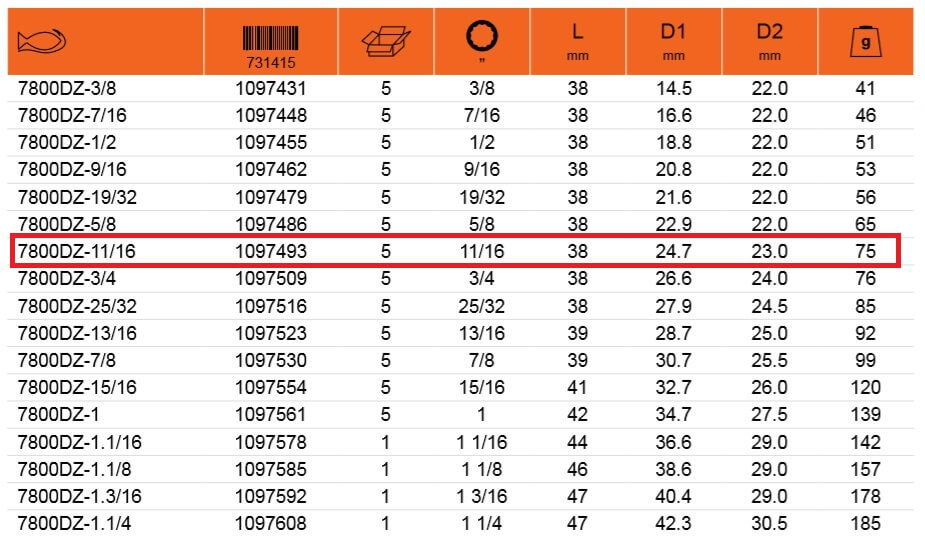 L D1 D2
731415 ” mm mm mm g
7800DZ-3/8 1097431 5 3/8 38 14.5 22.0 41
7800DZ-7/16 1097448 5 7/16 38 16.6 22.0 46
7800DZ-1/2 1097455 5 1/2 38 18.8 22.0 51
7800DZ-9/16 1097462 5 9/16 38 20.8 22.0 53
7800DZ-19/32 1097479 5 19/32 38 21.6 22.0 56
7800DZ-5/8 1097486 5 5/8 38 22.9 22.0 65
7800DZ-11/16 1097493 5 11/16 38 24.7 23.0 75
7800DZ-3/4 1097509 5 3/4 38 26.6 24.0 76
7800DZ-25/32 1097516 5 25/32 38 27.9 24.5 85
7800DZ-13/16 1097523 5 13/16 39 28.7 25.0 92
7800DZ-7/8 1097530 5 7/8 39 30.7 25.5 99
7800DZ-15/16 1097554 5 15/16 41 32.7 26.0 120
7800DZ-1 1097561 5 1 42 34.7 27.5 139
7800DZ-1.1/16 1097578 1 1 1/16 44 36.6 29.0 142
7800DZ-1.1/8 1097585 1 1 1/8 46 38.6 29.0 157
7800DZ-1.3/16 1097592 1 1 3/16 47 40.4 29.0 178
7800DZ-1.1/4 1097608 1 1 1/4 47 42.3 30.5 185